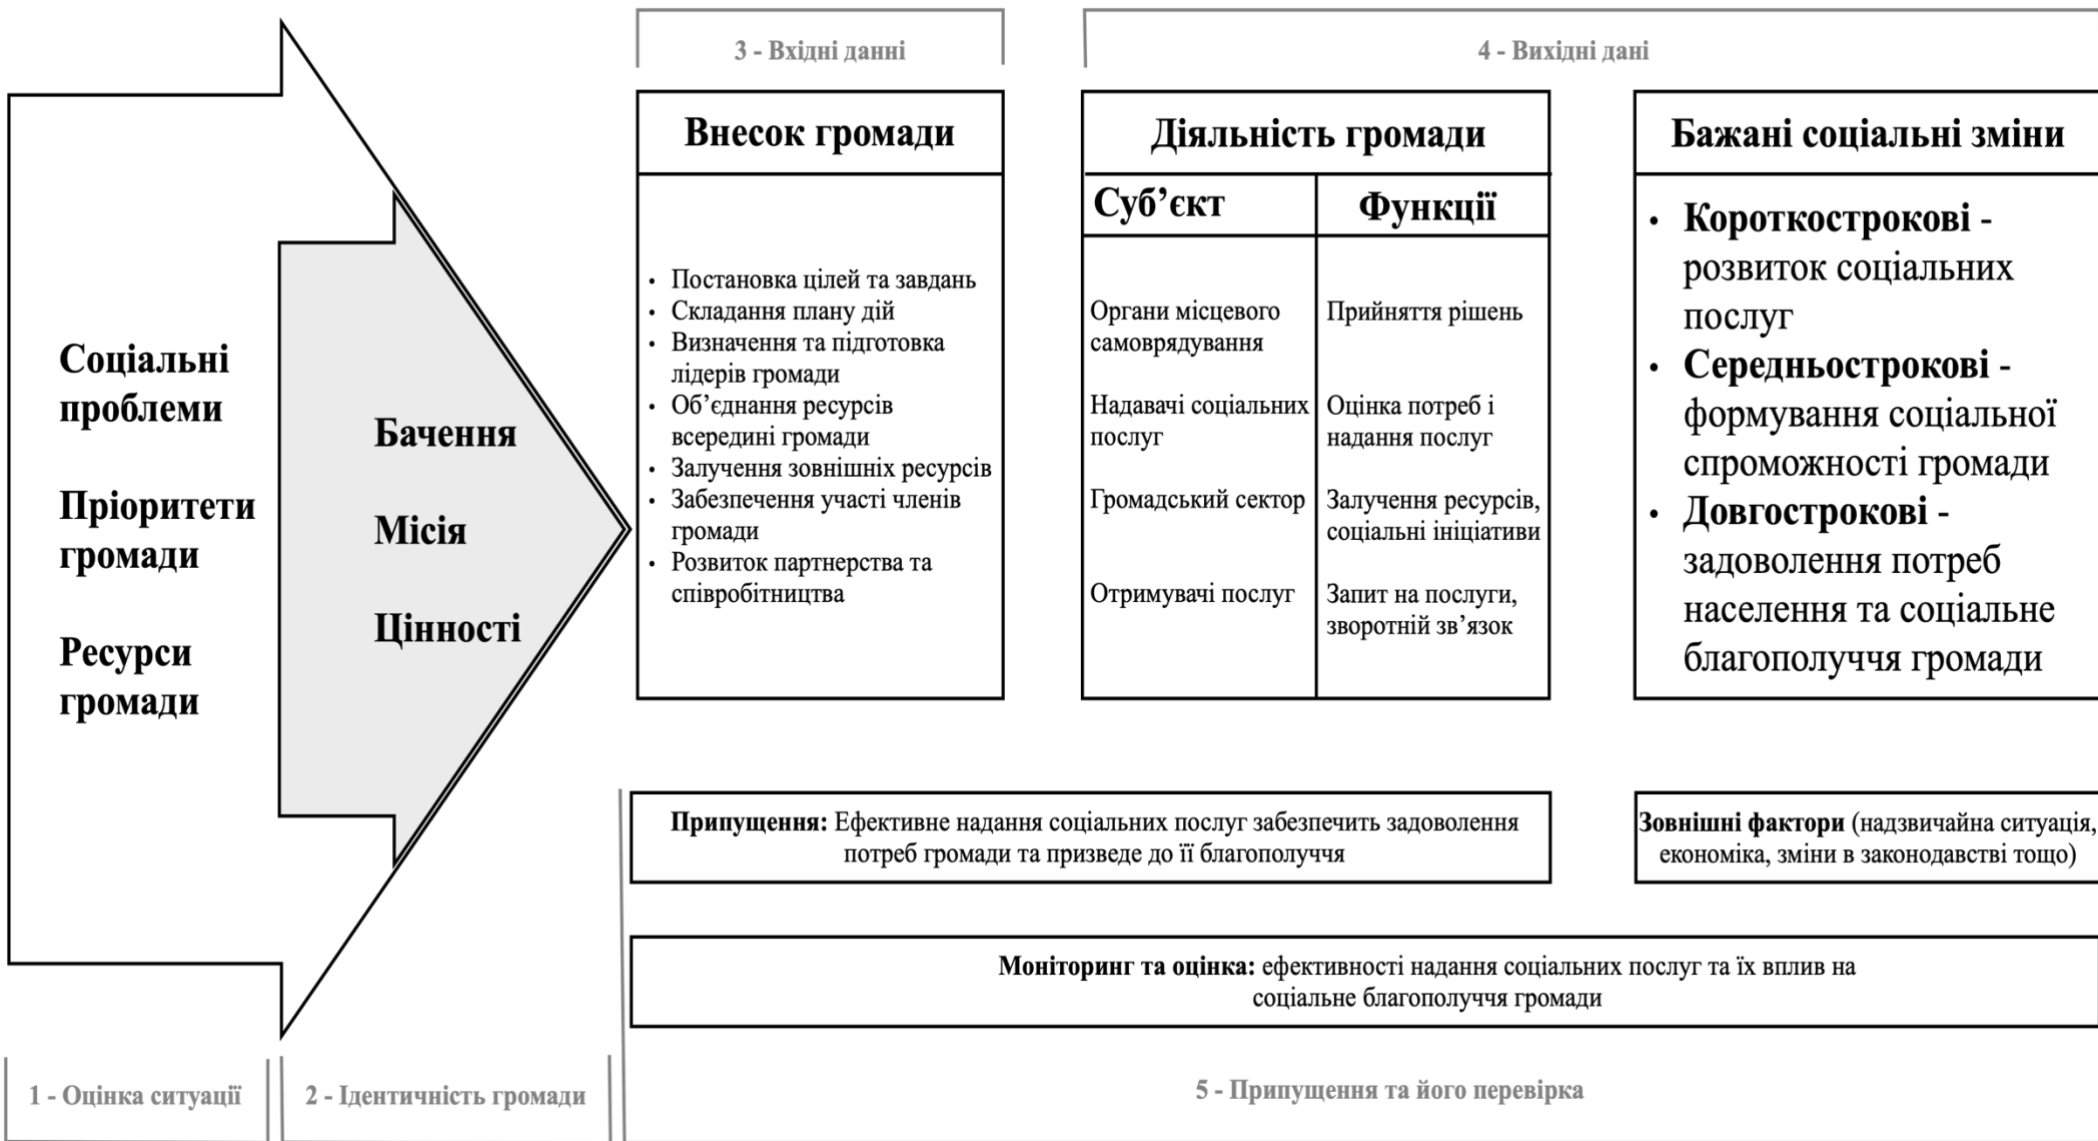 3 - Вхідні данні
4 - Вихідні дані
Соціальні
проблеми
Пріоритети
громади
Ресурси
громади
Бачення
Місія
Цінності
Внесок громади
• Постановка цілей та завдань
• Складання плану дій
• Визначення та підготовка
лідерів громади
• Об’єднання ресурсів
всередині громади
• Залучення зовнішніх ресурсів
• Забезпечення участі членів
громади
• Розвиток партнерства та
співробітництва
Діяльність громади
Суб’єкт
Функції
Органи місцевого
самоврядування
Прийняття рішень
Надавачі соціальних
послуг
Оцінка потреб і
надання послуг
Громадський сектор
Залучення ресурсів,
соціальні ініціативи
Отримувачі послуг
Запит на послуги,
зворотній зв’язок
Бажані соціальні зміни
• Короткострокові -
розвиток соціальних
послуг
• Середньострокові -
формування соціальної
спроможності громади
• Довгострокові -
задоволення потреб
населення та соціальне
благополуччя громади
Припущення: Ефективне надання соціальних послуг забезпечить задоволення
потреб громади та призведе до її благополуччя
Зовнішні фактори (надзвичайна ситуація,
економіка, зміни в законодавстві тощо)
Моніторинг та оцінка: ефективності надання соціальних послуг та їх вплив на
соціальне благополуччя громади
1 - Оцінка ситуації
2 - Ідентичність громади
5 - Припущення та його перевірка